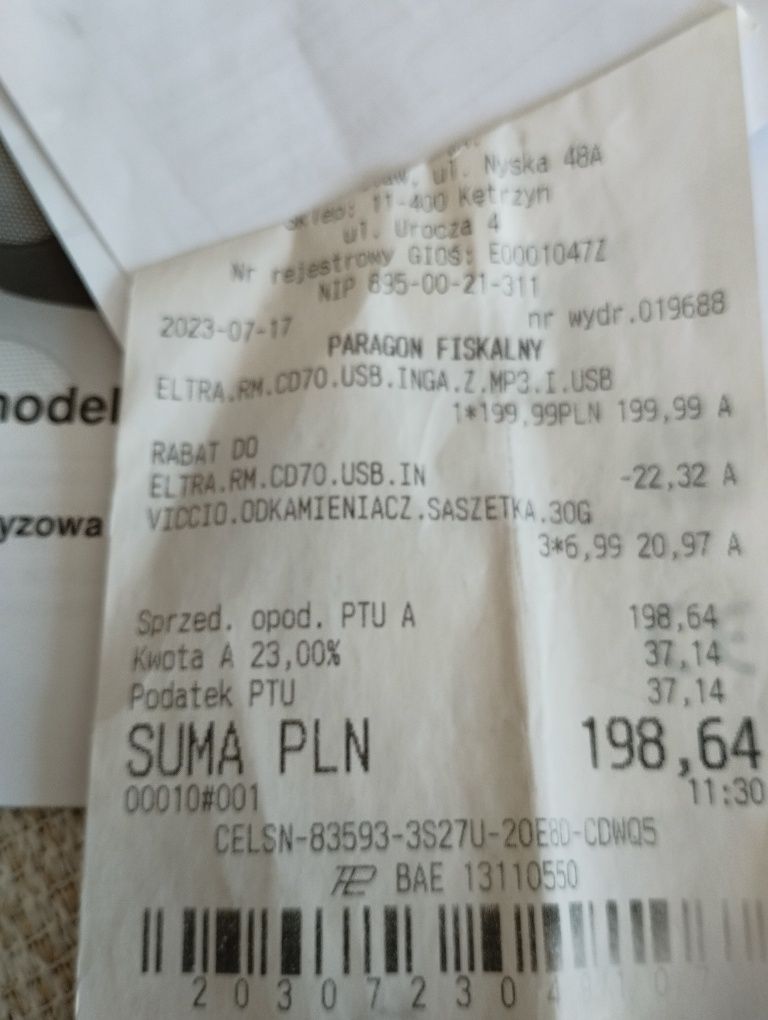 ul. Nyska 48A
Sklep: 11-400 Kętrzyn
ul. Urocza 4
Nr rejestrowy GIOŚ: E0001047Z
NIP 895-00-21-311
2023-07-17 nr wydr.019688
PARAGON FISKALNY
ELTRA.RM.CD70.USB.INGA.Z.MP3.I.USB
1*199,99PLN 199,99 A
RABAT DO
ELTRA.RM.CD70.USB.IN -22,32 A
VICCIO.ODKAMIENIACZ.SASZETKA.30G
3*6,99 20,97 A
Sprzed. opod. PTU A 198,64
Kwota A 23,00% 37,14
Podatek PTU 37,14
SUMA PLN 198,64
00010#001 11:30
CELSN-83593-3S27U-20E8D-CDWQ5
BAE 13110550
2030723049107
model
yzowa